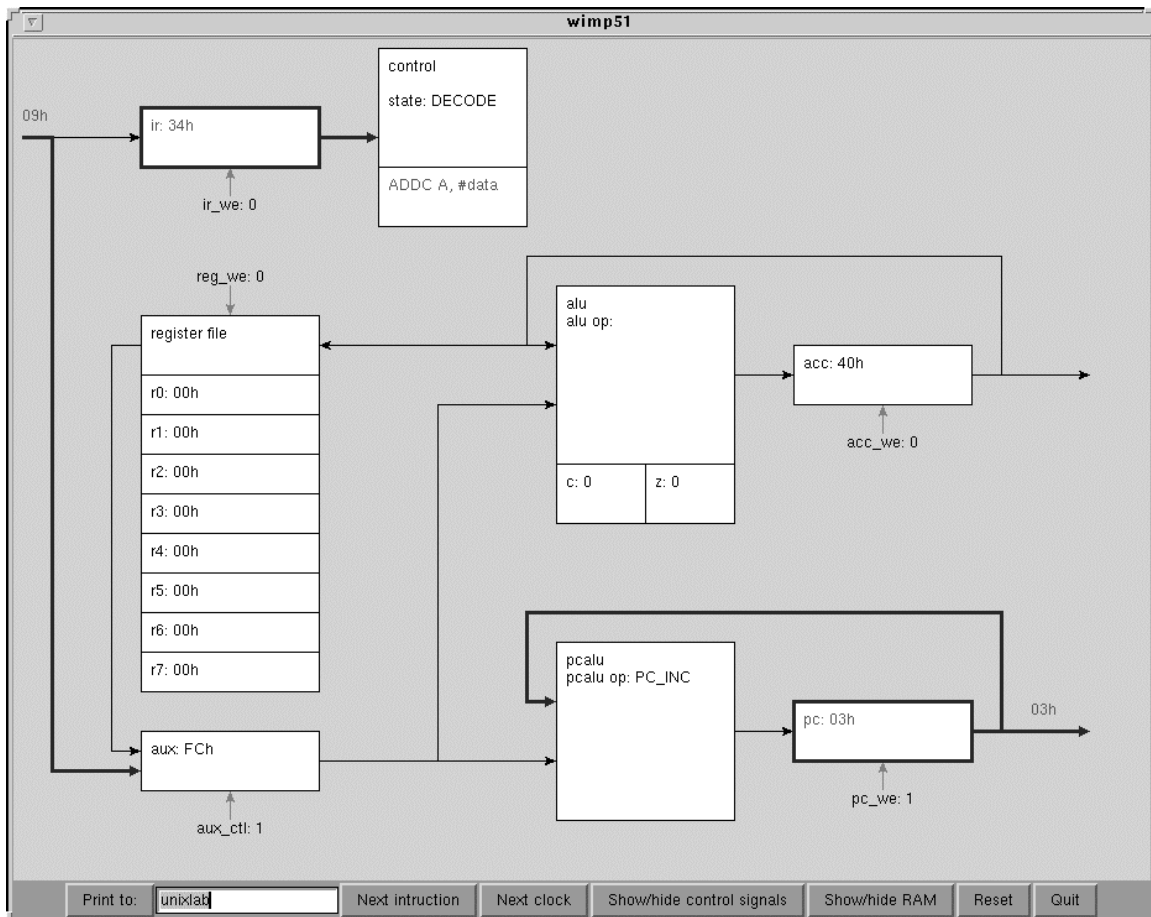 wimp51
control
state: DECODE
09h
ir: 34h
ADDC A, #data
ir_we: 0
reg_we: 0
alu
alu op:
register file
acc: 40h
r0: 00h
r1: 00h
acc_we: 0
r2: 00h
c: 0
z: 0
r3: 00h
r4: 00h
r5: 00h
r6: 00h
r7: 00h
pcalu
pcalu op: PC_INC
03h
pc: 03h
aux: FCh
pc_we: 1
aux_ctl: 1
Print to: unixlab Next intruction Next clock Show/hide control signals Show/hide RAM Reset Quit